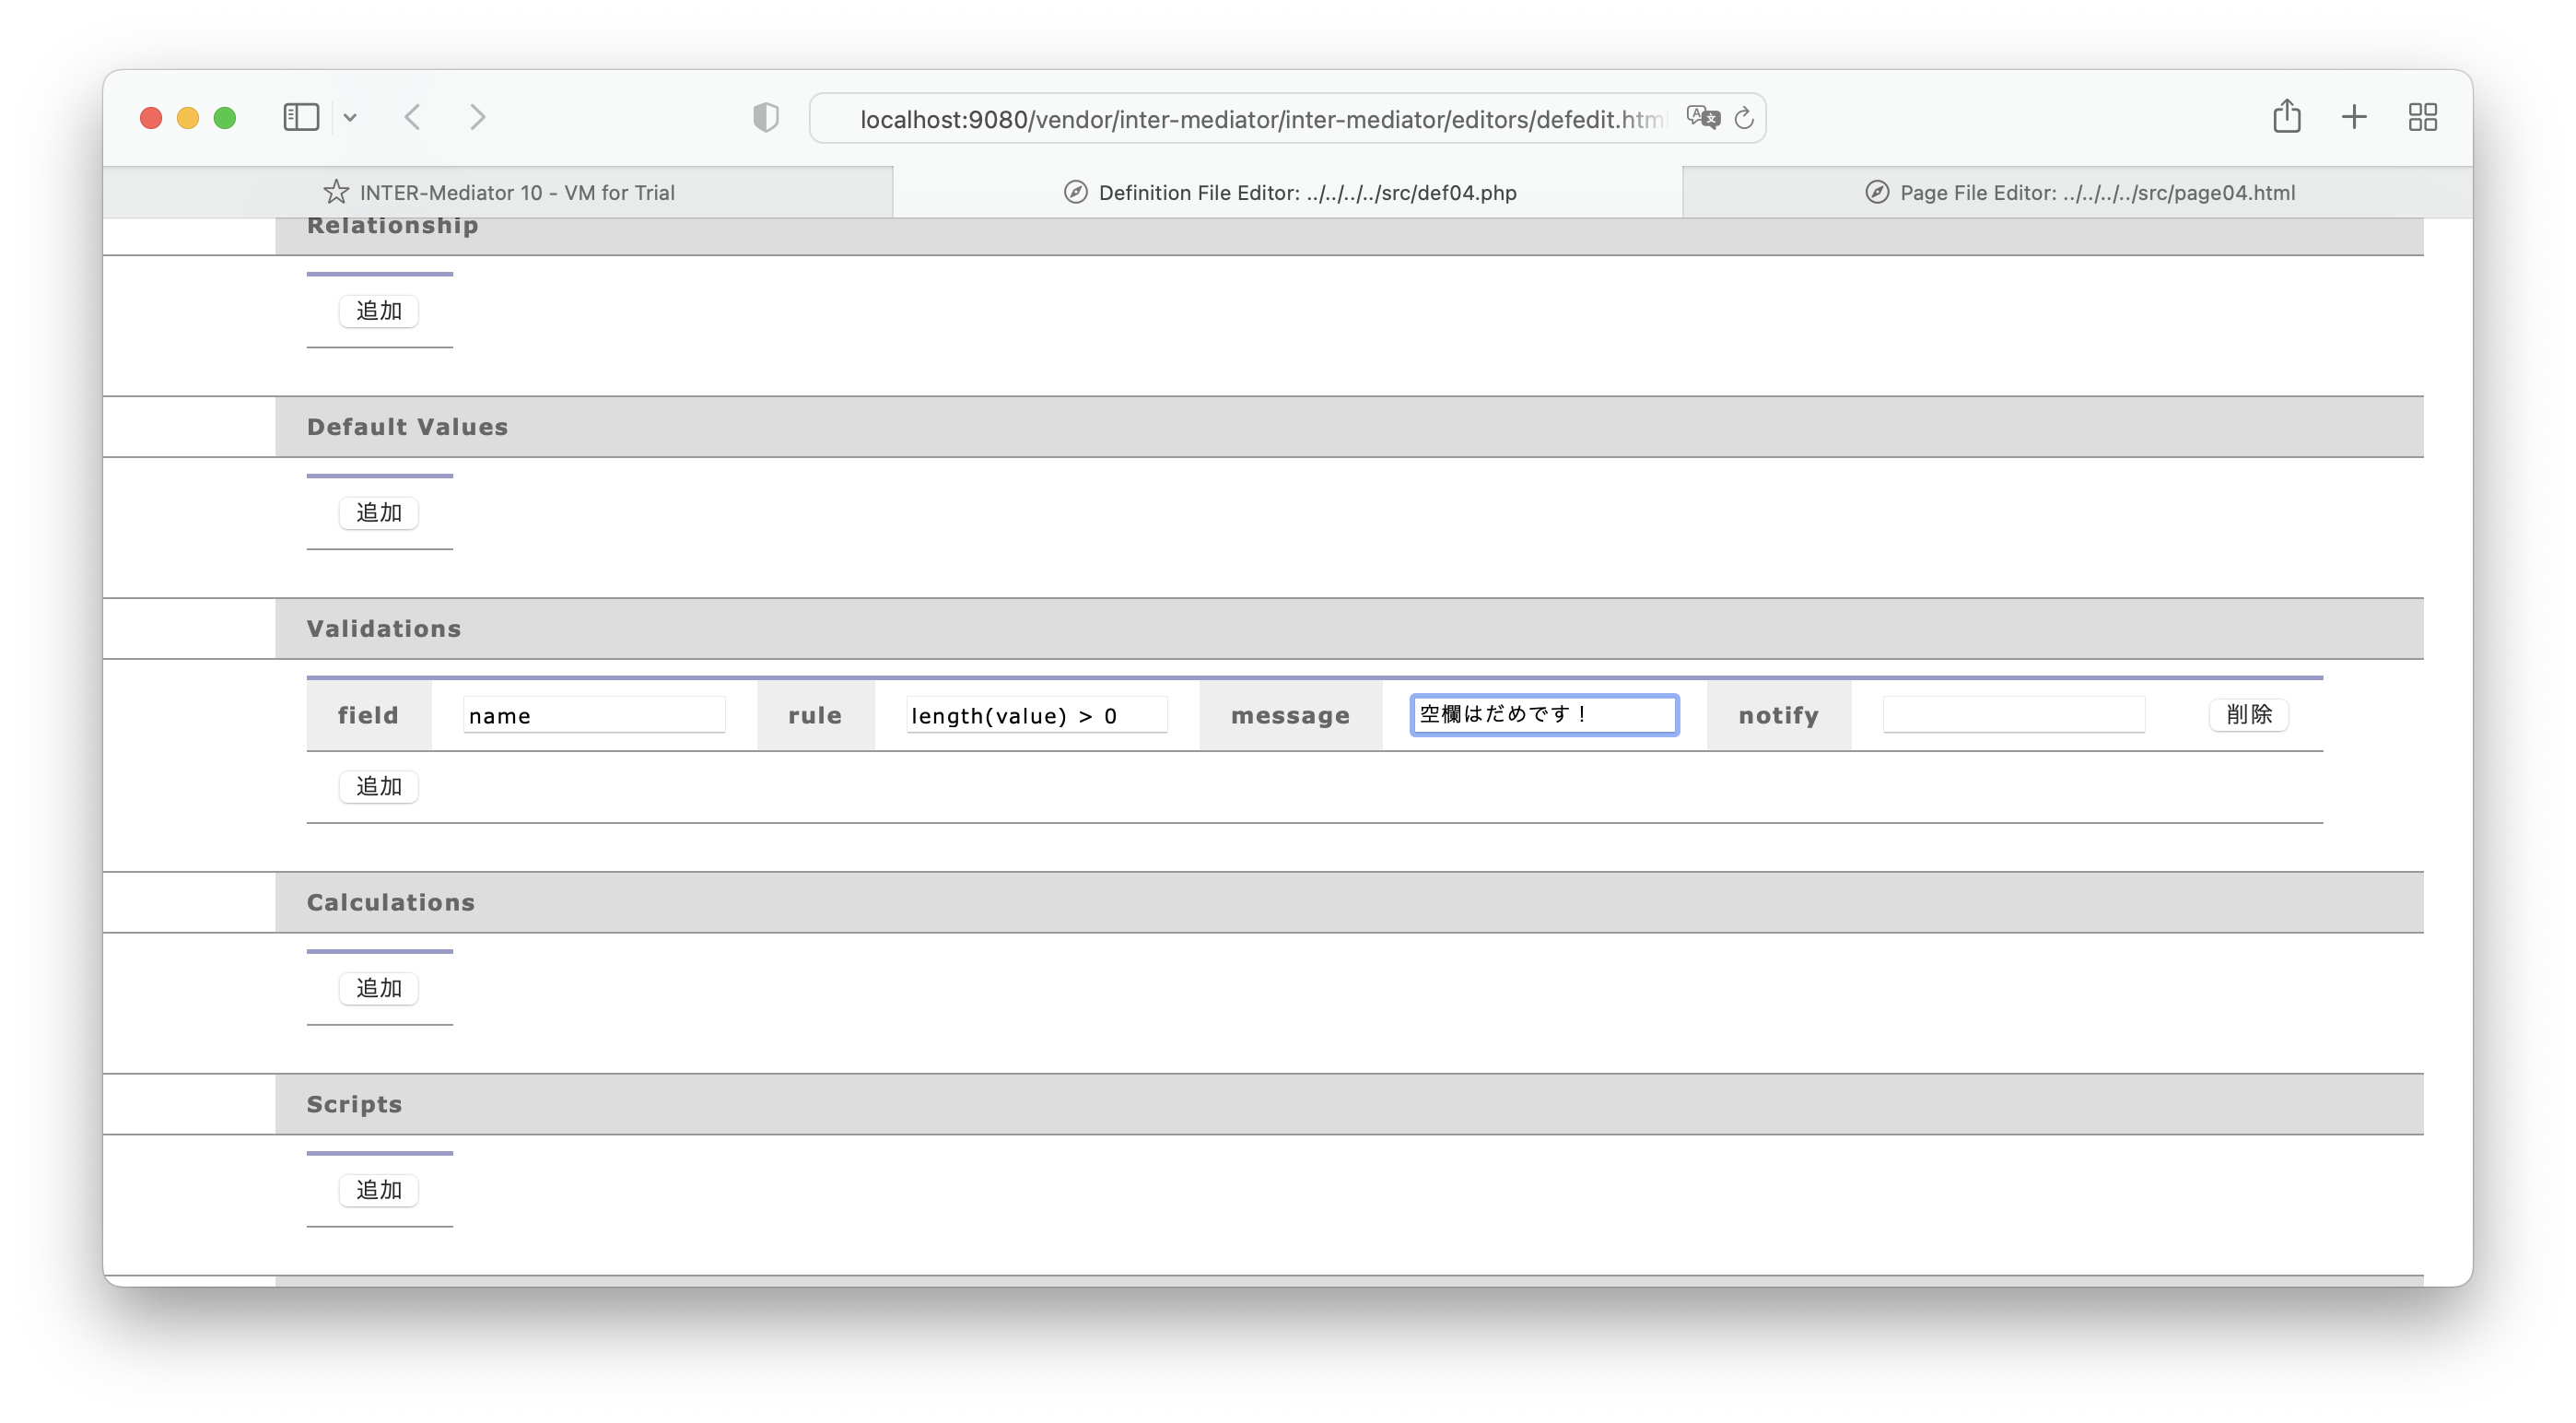 localhost:9080/vendor/inter-mediator/inter-mediator/editors/defedit.html
INTER-Mediator 10 - VM for Trial
Definition File Editor: ../../../../src/def04.php
Page File Editor: ../../../../src/page04.html
Relationship
追加
Default Values
追加
Validations
field name rule length(value) > 0 message 空欄はだめです！ notify 削除
追加
Calculations
追加
Scripts
追加